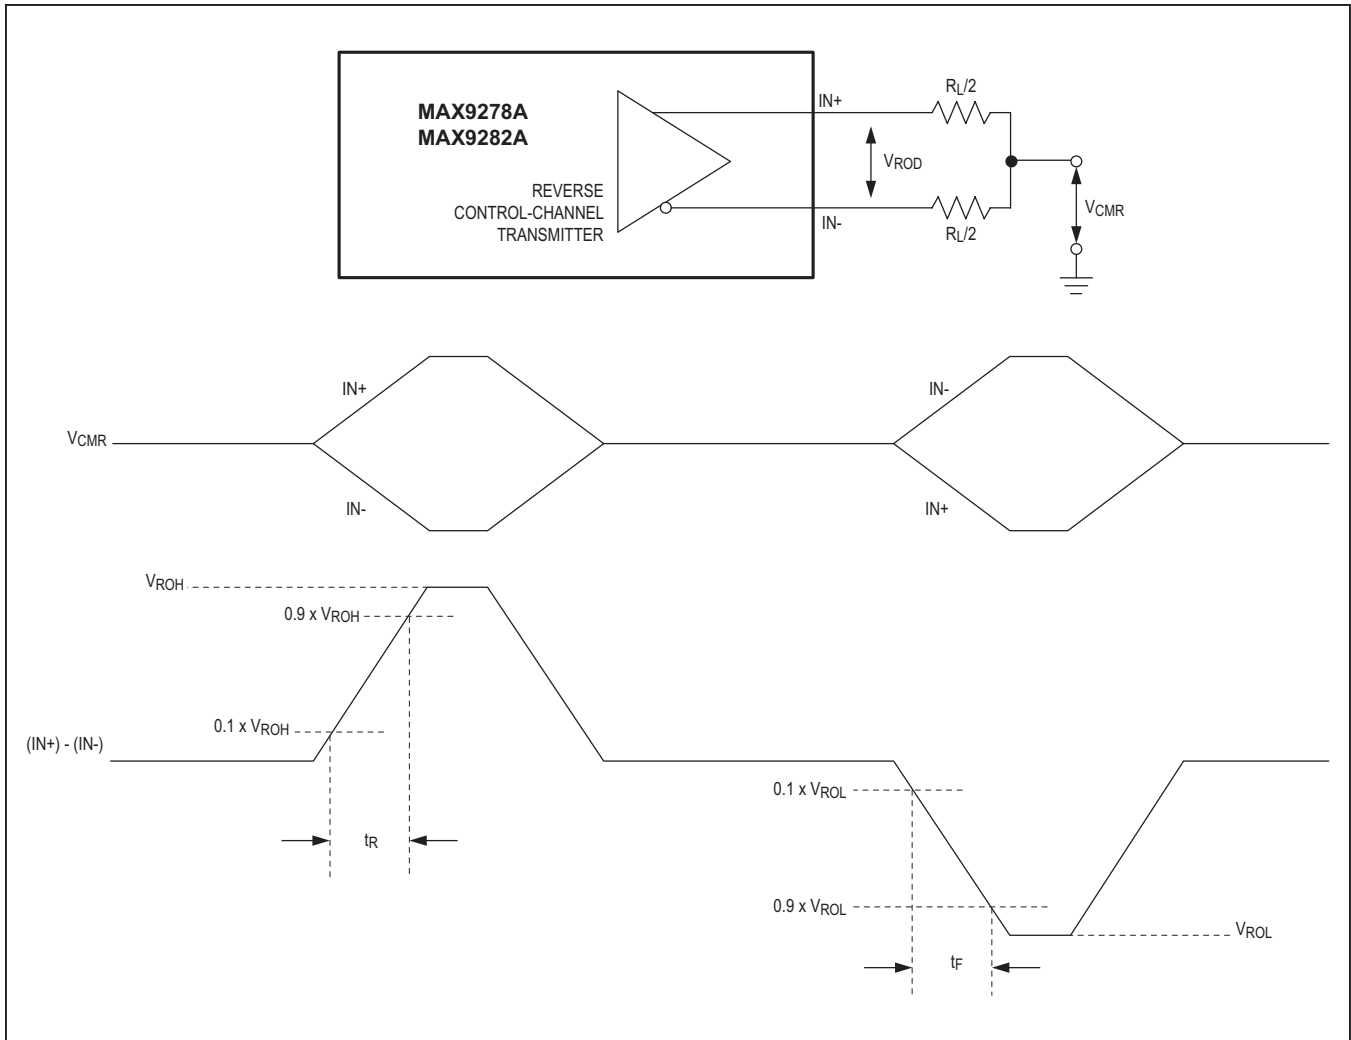 MAX9278A
MAX9282A
REVERSE
CONTROL-CHANNEL
TRANSMITTER
IN+
IN-
VROD
RL/2
RL/2
VCMR
VCMR
IN+
IN-
IN-
IN+
VROH
0.9 x VROH
0.1 x VROH
(IN+) - (IN-)
tR
0.1 x VROL
0.9 x VROL
VROL
tF